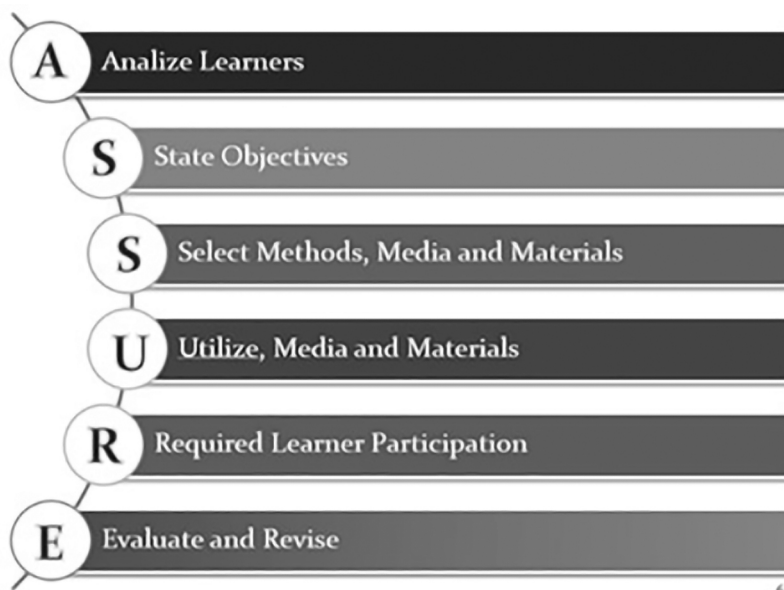 A Analize Learners
S State Objectives
S Select Methods, Media and Materials
U Utilize, Media and Materials
R Required Learner Participation
E Evaluate and Revise